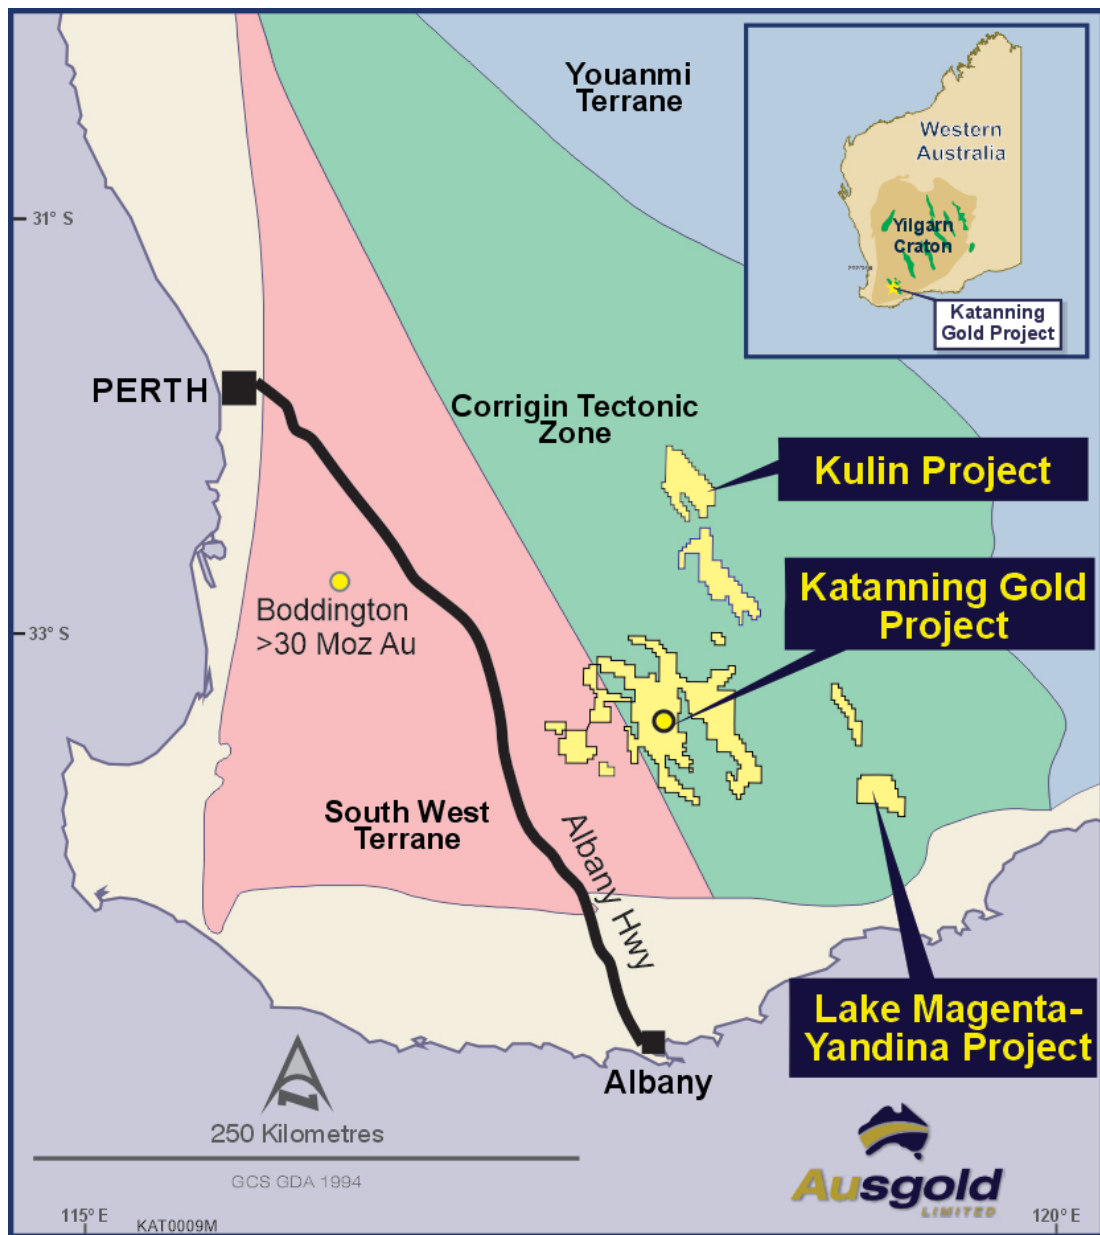 Youanmi
Terrane
Western
Australia
31° S
Yilgarn
Craton
PERTH
Katanning
Gold Project
PERTH
Corrigin Tectonic
Zone
Kulin Project
Katanning Gold
Project
Boddington
>30 Moz Au
33° S
South West
Terrane
Albany Hwy
Lake Magenta-
Yandina Project
Albany
250 Kilometres
GCS GDA 1994
Ausgold
LIMITED
115° E
KAT0009M
120° E